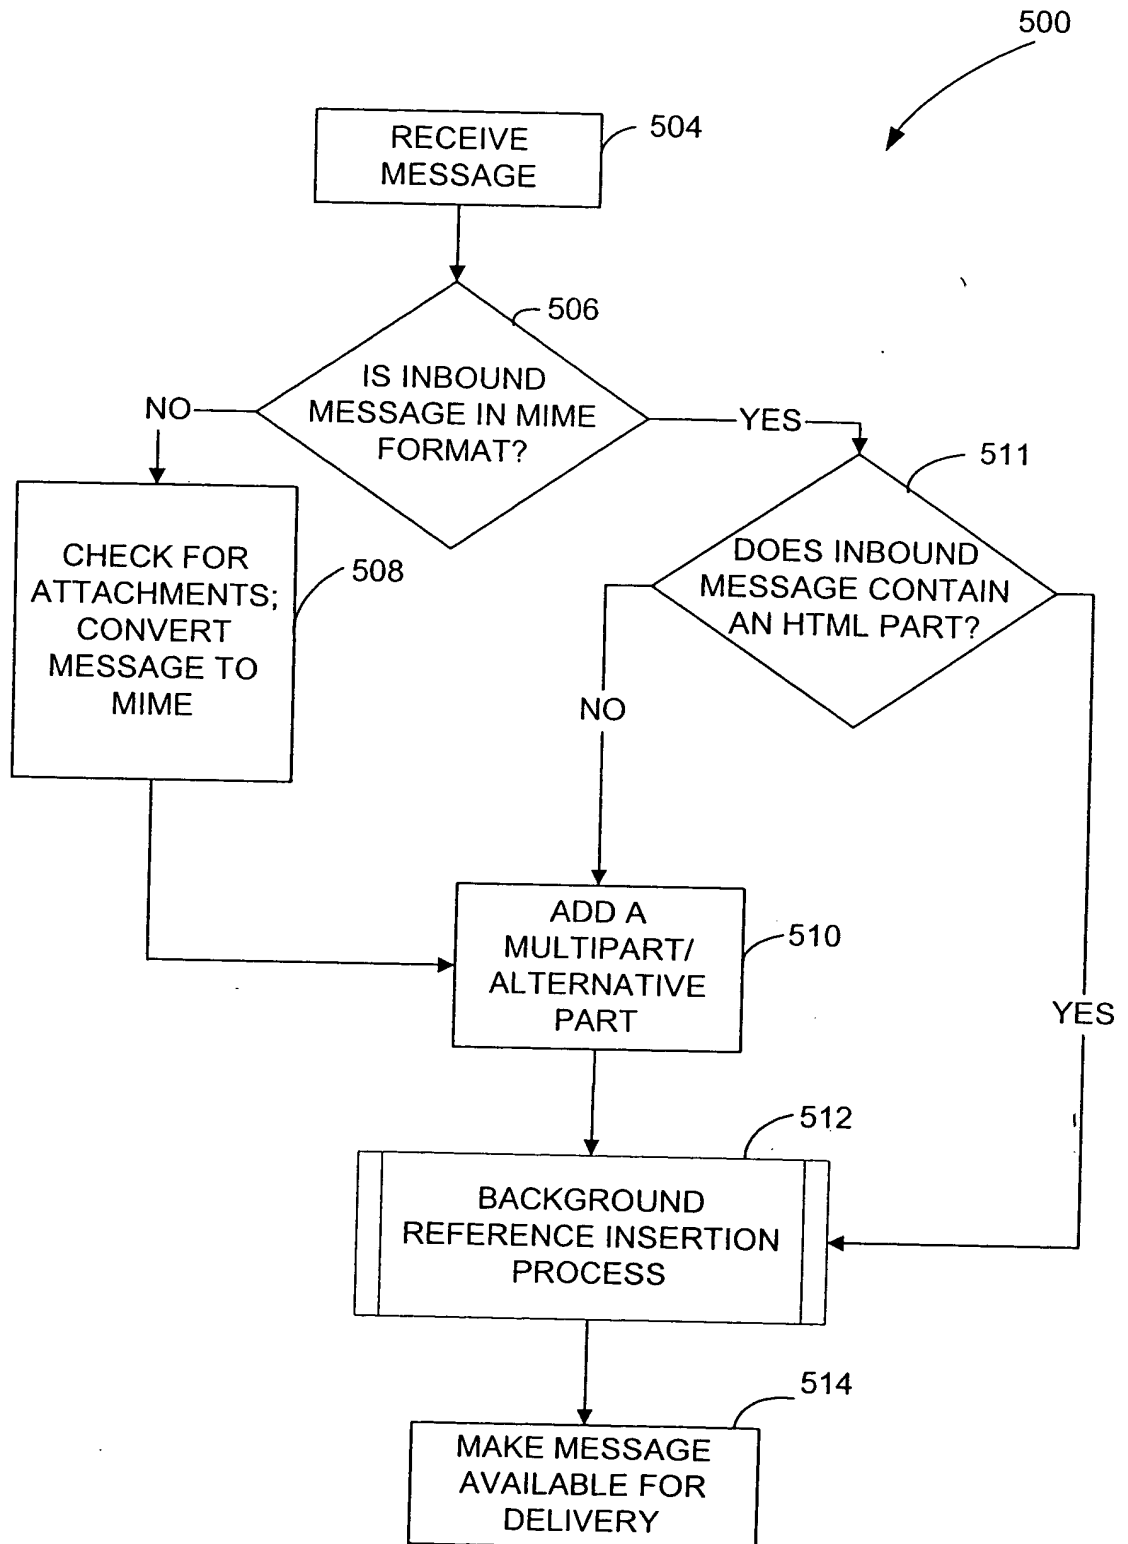 500
RECEIVE
MESSAGE
504
506
IS INBOUND
MESSAGE IN MIME
FORMAT?
NO
YES
511
CHECK FOR
ATTACHMENTS;
CONVERT
MESSAGE TO
MIME
508
DOES INBOUND
MESSAGE CONTAIN
AN HTML PART?
NO
ADD A
MULTIPART/
ALTERNATIVE
PART
510
YES
512
BACKGROUND
REFERENCE INSERTION
PROCESS
514
MAKE MESSAGE
AVAILABLE FOR
DELIVERY